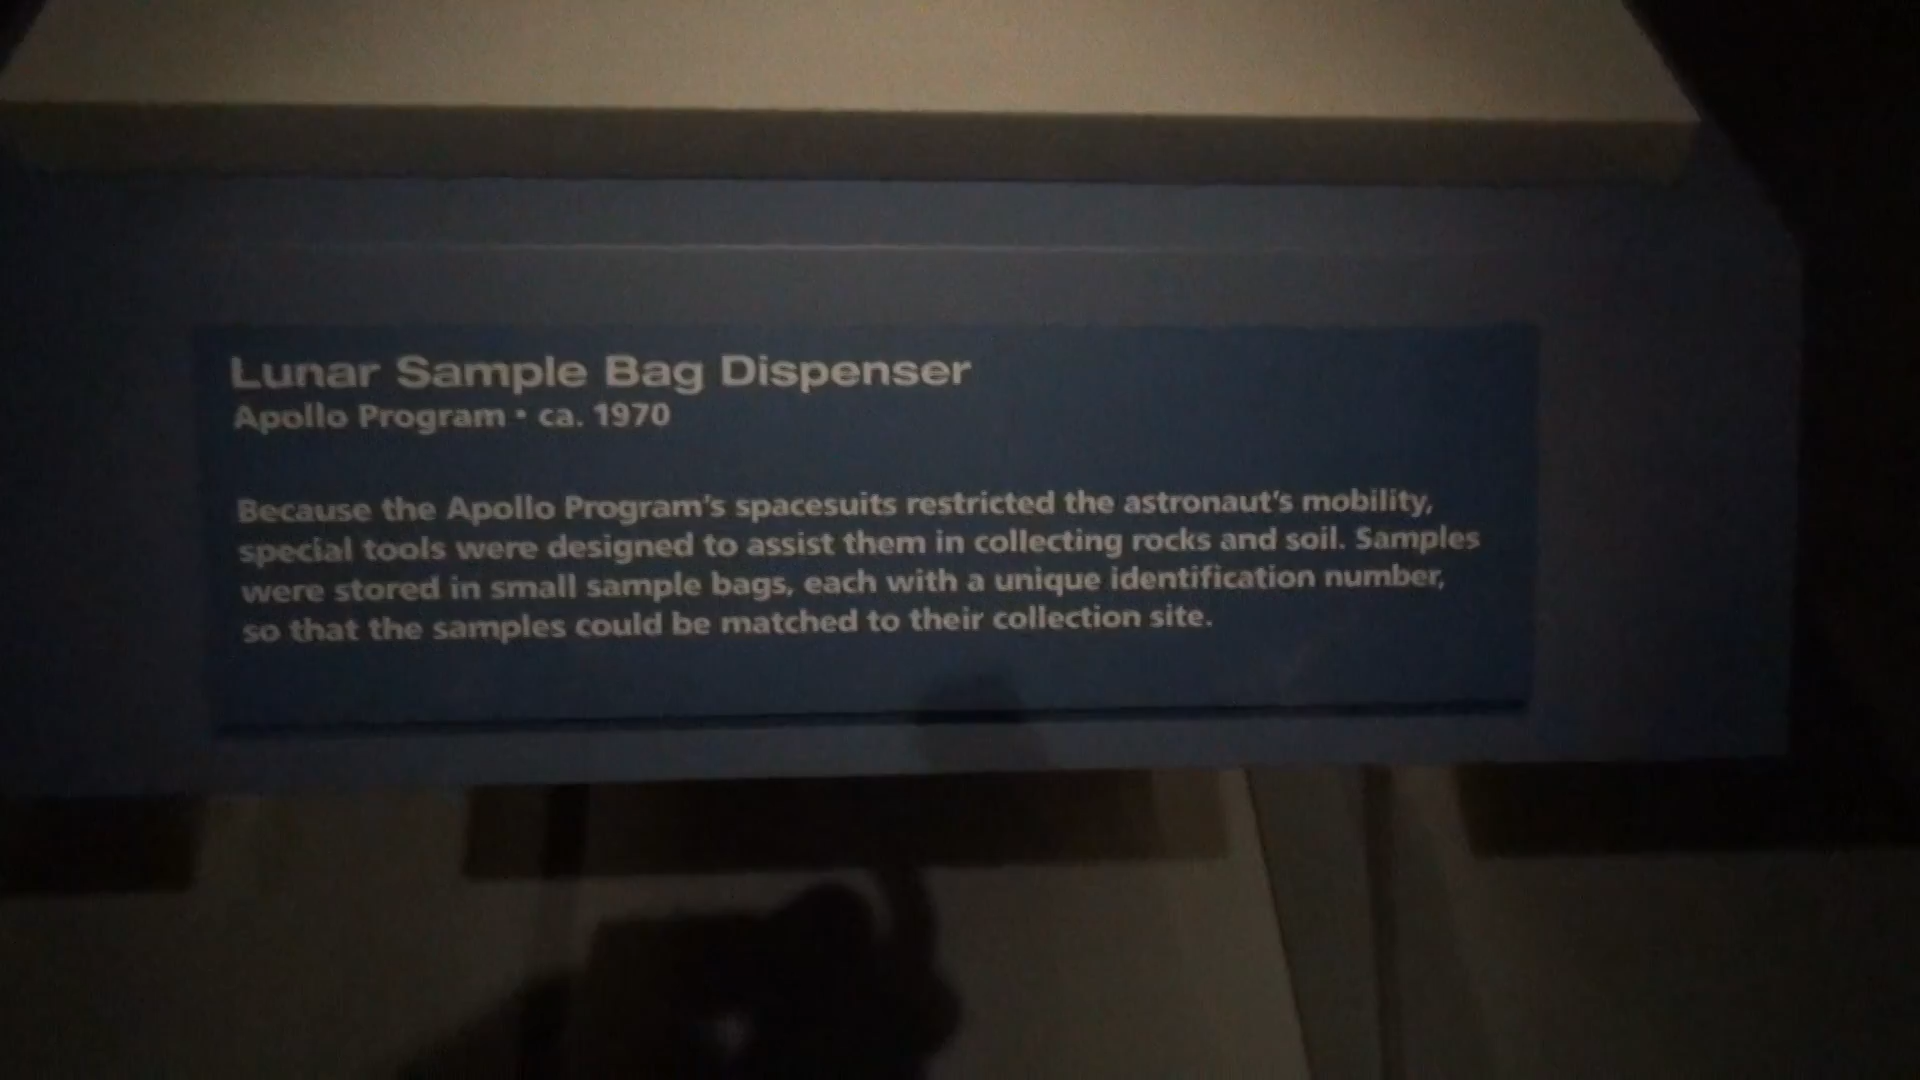 Lunar Sample Bag Dispenser
Apollo Program • ca. 1970
Because the Apollo Program's spacesuits restricted the astronaut's mobility,
special tools were designed to assist them in collecting rocks and soil. Samples
were stored in small sample bags, each with a unique identification number,
so that the samples could be matched to their collection site.